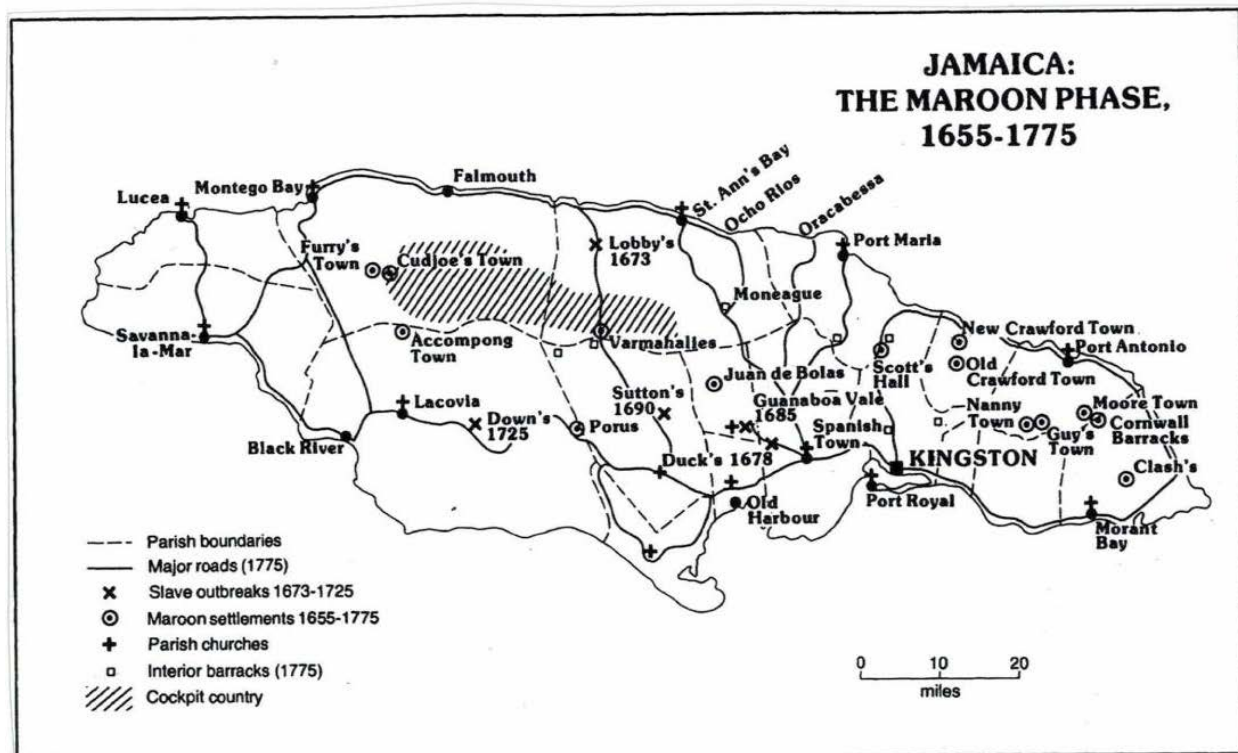 JAMAICA:
THE MAROON PHASE,
1655-1775
Lucea
Montego Bay
Falmouth
St. Ann's Bay
Ocho Rios
Oracabessa
Port Maria
Furry's
Town
Cudjoe's Town
Lobby's
1673
Moneague
Savanna-
la-Mar
Accompong
Town
Varmahalies
New Crawford Town
Port Antonio
Scott's
Hall
Old
Crawford Town
Juan de Bolas
Sutton's
1690
Guanaboa Vale
1685
Lacovia
Down's
1725
Porus
Spanish
Town
Nanny
Town
Guy's
Town
Moore Town
Cornwall
Barracks
Black River
Duck's 1678
KINGSTON
Clash's
Old
Harbour
Port Royal
Morant
Bay
Parish boundaries
Major roads (1775)
Slave outbreaks 1673-1725
Maroon settlements 1655-1775
Parish churches
Interior barracks (1775)
Cockpit country
0 10 20
miles